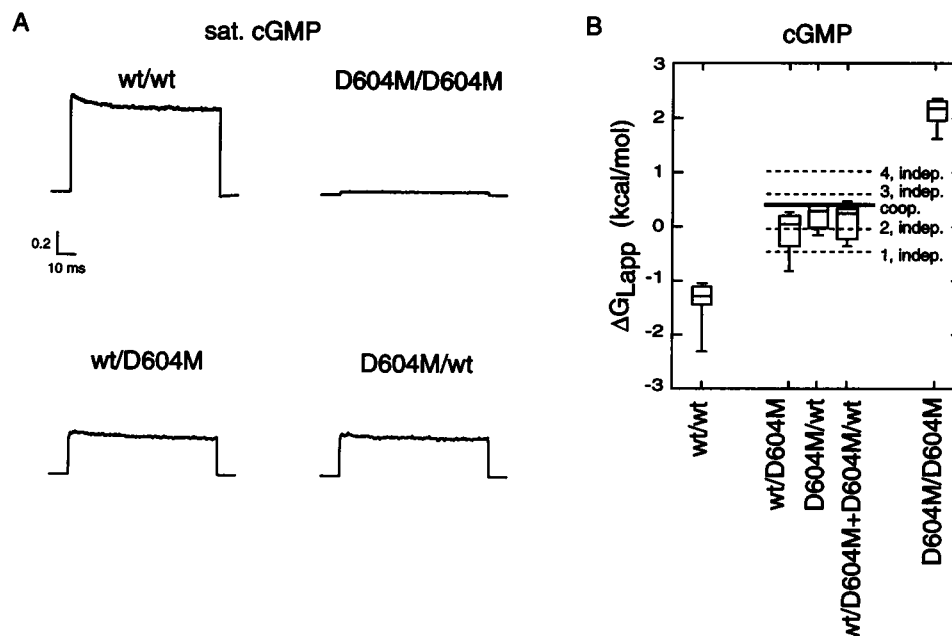 A
sat. cGMP
wt/wt
D604M/D604M
0.2
10 ms
wt/D604M
D604M/wt
B
cGMP
ΔGLapp (kcal/mol)
3
2
1
0
-1
-2
-3
4, indep.
3, indep.
coop.
2, indep.
1, indep.
wt/wt
wt/D604M
D604M/wt
wt/D604M+D604M/wt
D604M/D604M